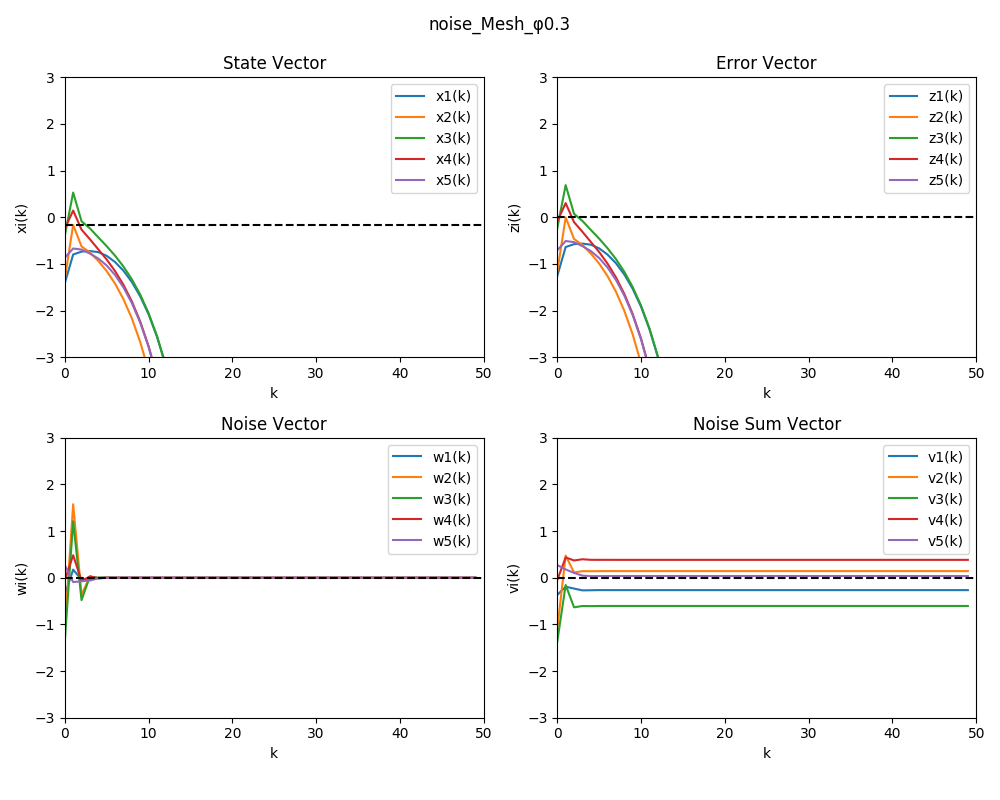 noise_Mesh_φ0.3
State Vector
3
2
1
0
−1
−2
−3
xi(k)
x1(k)
x2(k)
x3(k)
x4(k)
x5(k)
0 10 20 30 40 50
k
Error Vector
3
2
1
0
−1
−2
−3
zi(k)
z1(k)
z2(k)
z3(k)
z4(k)
z5(k)
0 10 20 30 40 50
k
Noise Vector
3
2
1
0
−1
−2
−3
wi(k)
w1(k)
w2(k)
w3(k)
w4(k)
w5(k)
0 10 20 30 40 50
k
Noise Sum Vector
3
2
1
0
−1
−2
−3
vi(k)
v1(k)
v2(k)
v3(k)
v4(k)
v5(k)
0 10 20 30 40 50
k